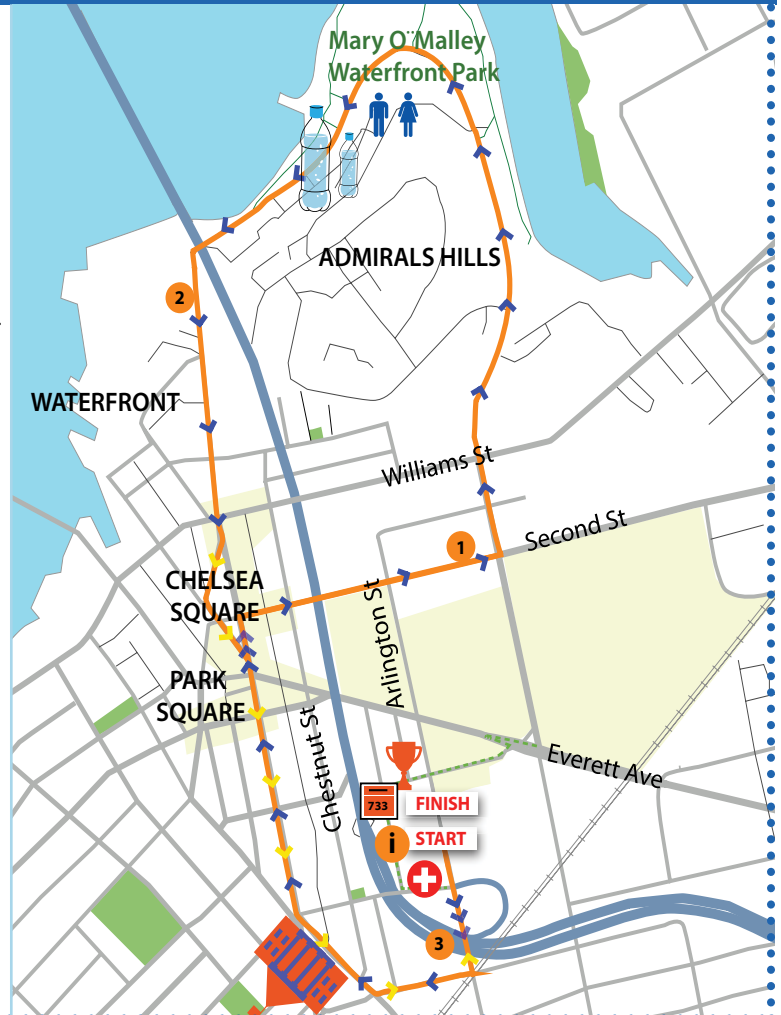 Mary O¨Malley
Waterfront Park
ADMIRALS HILLS
2
WATERFRONT
Williams St
Second St
1
CHELSEA
SQUARE
Arlington St
PARK
SQUARE
Chestnut St
Everett Ave
733
FINISH
i
START
3